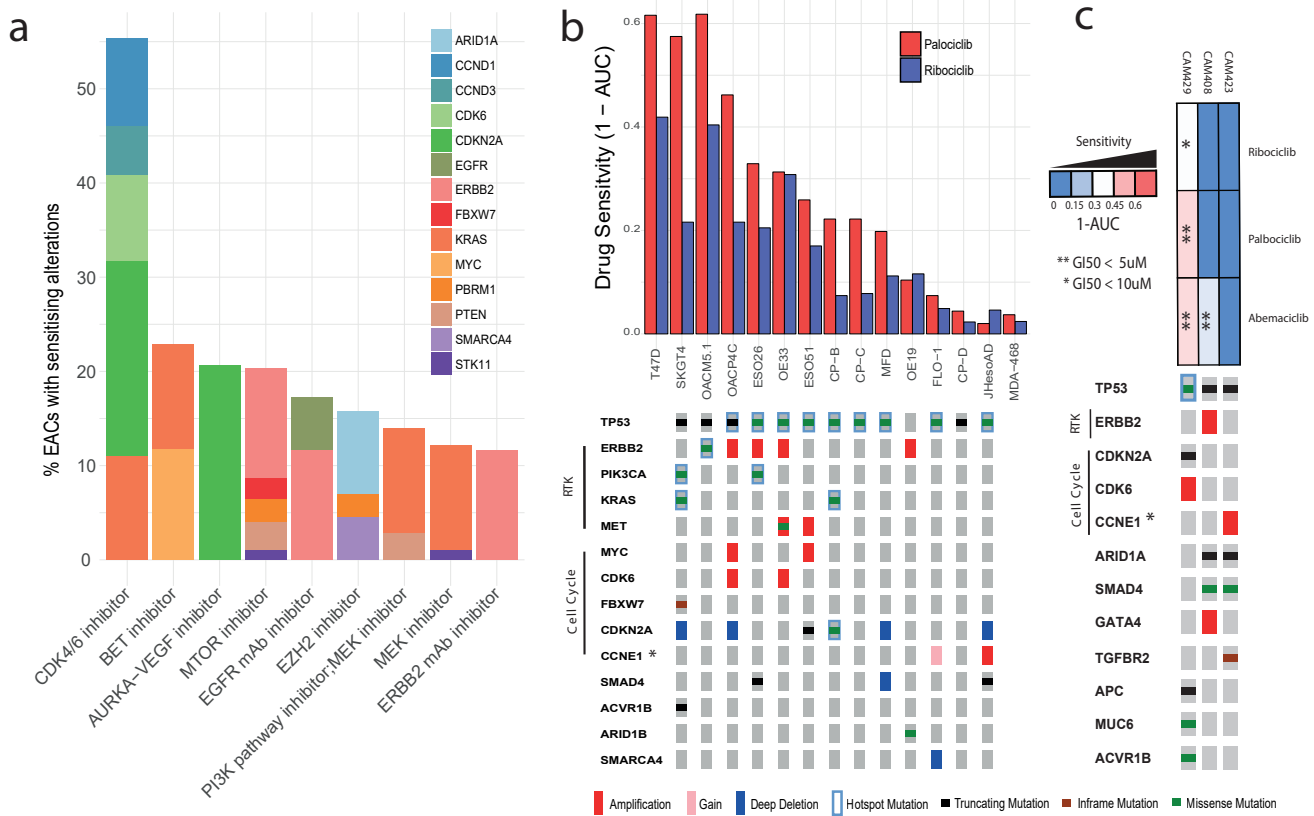 a
% EACs with sensitising alterations
50
40
30
20
10
0
CDK4/6 inhibitor
BET inhibitor
AURKA−VEGF inhibitor
MTOR inhibitor
EGFR mAb inhibitor
EZH2 inhibitor
PI3K pathway inhibitor;MEK inhibitor
MEK inhibitor
ERBB2 mAb inhibitor
ARID1A
CCND1
CCND3
CDK6
CDKN2A
EGFR
ERBB2
FBXW7
KRAS
MYC
PBRM1
PTEN
SMARCA4
STK11
b
Drug Sensitvity (1 − AUC)
0.6
0.4
0.2
0.0
Palociclib
Ribociclib
T47D
SKGT4
OACM5.1
OACP4C
ESO26
OE33
ESO51
CP−B
CP−C
MFD
OE19
FLO−1
CP−D
JHesoAD
MDA−468
TP53
RTK
ERBB2
PIK3CA
KRAS
MET
Cell Cycle
MYC
CDK6
FBXW7
CDKN2A
CCNE1 *
SMAD4
ACVR1B
ARID1B
SMARCA4
Amplification
Gain
Deep Deletion
Hotspot Mutation
Truncating Mutation
Inframe Mutation
Missense Mutation
c
CAM429
CAM408
CAM423
Sensitivity
0 0.15 0.3 0.45 0.6
1-AUC
** GI50 < 5uM
* GI50 < 10uM
* Ribociclib
** Palbociclib
** ** Abemaciclib
TP53
RTK
ERBB2
Cell Cycle
CDKN2A
CDK6
CCNE1 *
ARID1A
SMAD4
GATA4
TGFBR2
APC
MUC6
ACVR1B